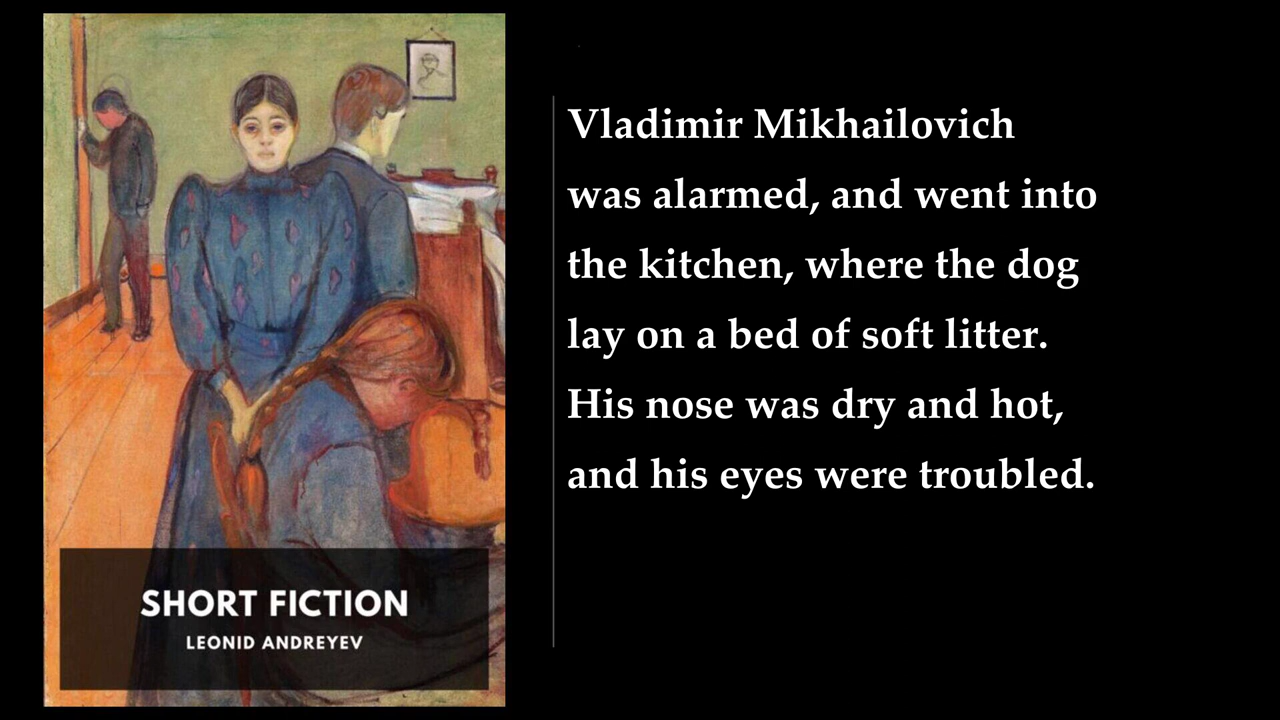 SHORT FICTION
LEONID ANDREYEV
Vladimir Mikhailovich
was alarmed, and went into
the kitchen, where the dog
lay on a bed of soft litter.
His nose was dry and hot,
and his eyes were troubled.